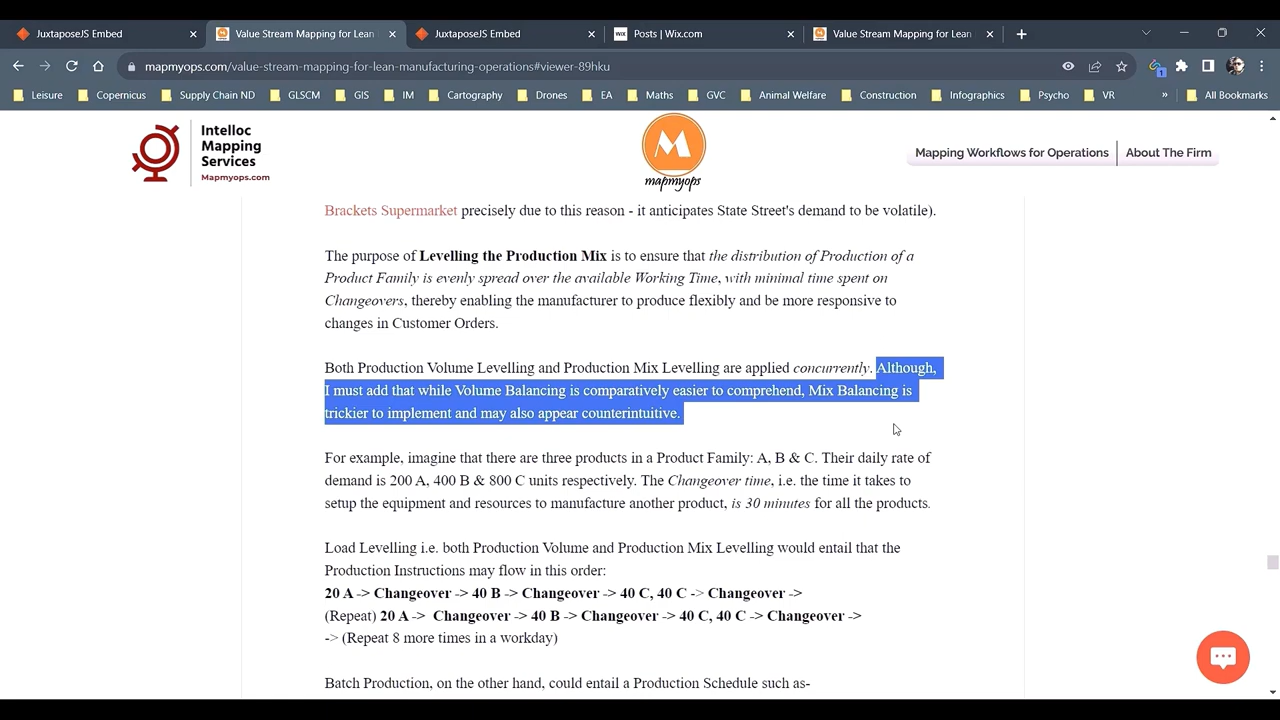 JuxtaposeJS Embed
Value Stream Mapping for Lean
JuxtaposeJS Embed
WIX
Posts | Wix.com
Value Stream Mapping for Lean
mapmyops.com/value-stream-mapping-for-lean-manufacturing-operations#viewer-89hku
1
Leisure
Copernicus
Supply Chain ND
GLSCM
GIS
IM
Cartography
Drones
EA
Maths
GVC
Animal Welfare
Construction
Infographics
Psycho
VR
»
All Bookmarks
Intelloc
Mapping
Services
Mapmyops.com
M
mapmyops
Mapping Workflows for Operations
About The Firm
Brackets Supermarket precisely due to this reason - it anticipates State Street's demand to be volatile).
The purpose of Levelling the Production Mix is to ensure that the distribution of Production of a
Product Family is evenly spread over the available Working Time, with minimal time spent on
Changeovers, thereby enabling the manufacturer to produce flexibly and be more responsive to
changes in Customer Orders.
Both Production Volume Levelling and Production Mix Levelling are applied concurrently. Although,
I must add that while Volume Balancing is comparatively easier to comprehend, Mix Balancing is
trickier to implement and may also appear counterintuitive.
For example, imagine that there are three products in a Product Family: A, B & C. Their daily rate of
demand is 200 A, 400 B & 800 C units respectively. The Changeover time, i.e. the time it takes to
setup the equipment and resources to manufacture another product, is 30 minutes for all the products.
Load Levelling i.e. both Production Volume and Production Mix Levelling would entail that the
Production Instructions may flow in this order:
20 A -> Changeover -> 40 B -> Changeover -> 40 C, 40 C -> Changeover ->
(Repeat) 20 A -> Changeover -> 40 B -> Changeover -> 40 C, 40 C -> Changeover ->
-> (Repeat 8 more times in a workday)
Batch Production, on the other hand, could entail a Production Schedule such as-